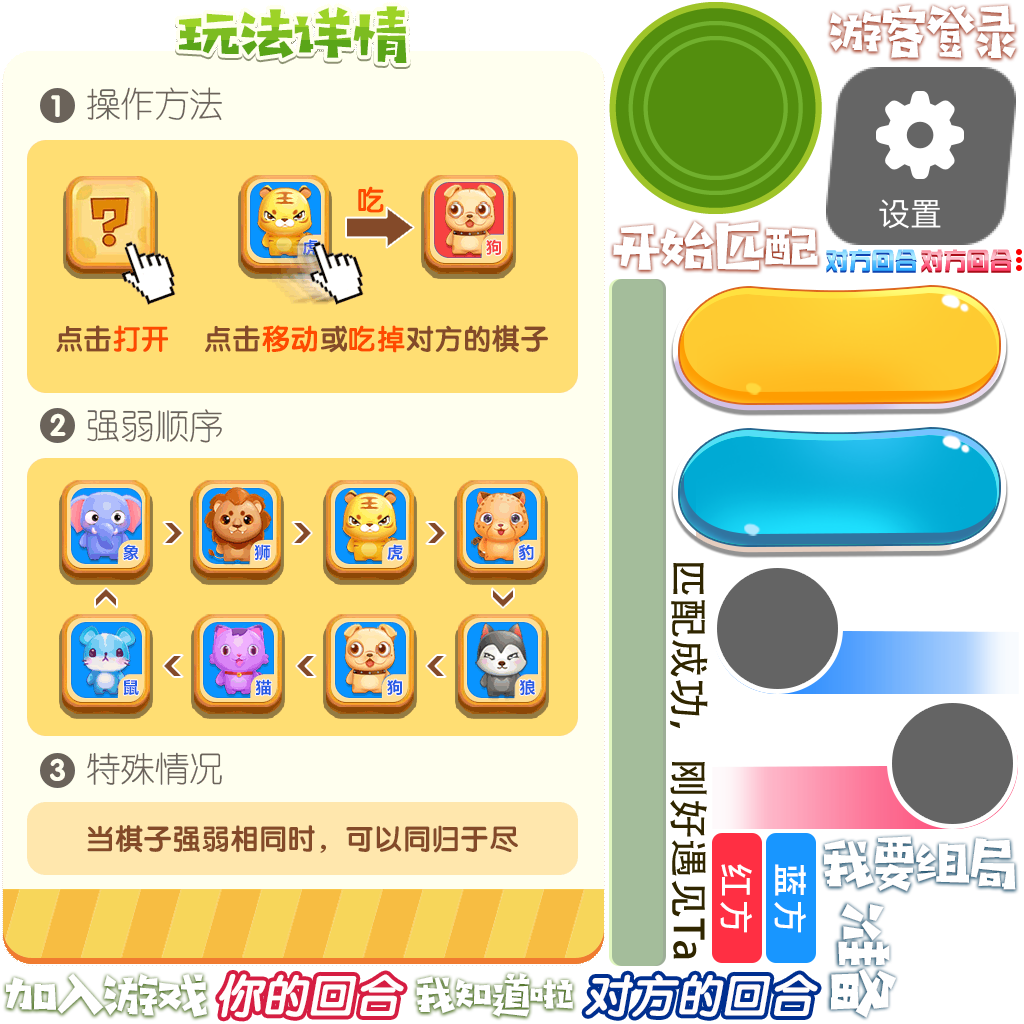 玩法详情
1 操作方法
?
虎
吃
狗
点击打开
点击移动或吃掉对方的棋子
2 强弱顺序
象 > 狮 > 虎 > 豹
鼠 < 猫 < 狗 < 狼
3 特殊情况
当棋子强弱相同时，可以同归于尽
游客登录
设置
开始匹配
对方回合
对方回合:
匹配成功，刚好遇见Ta
红方
蓝方
我要组局
准备
加入游戏
你的回合
我知道啦
对方的回合